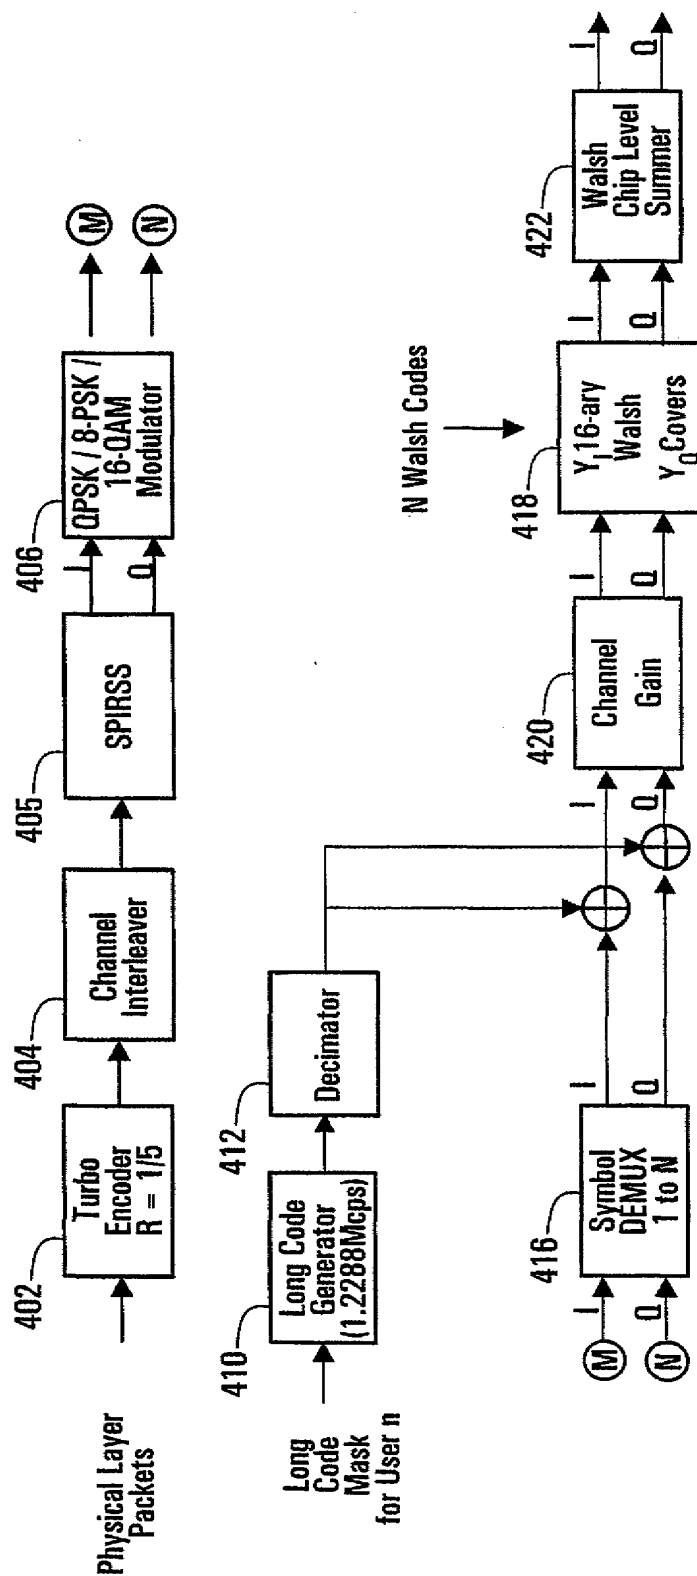 Physical Layer
Packets
402
Turbo
Encoder
R = 1/5
404
Channel
Interleaver
405
SPIRSS
I
Q
406
QPSK / 8-PSK /
16-QAM
Modulator
M
N
Long
Code
Mask
for User n
410
Long Code
Generator
(1.2288Mcps)
412
Decimator
M
N
I
Q
416
Symbol
DEMUX
1 to N
I
Q
I
Q
420
Channel
Gain
I
Q
N Walsh Codes
418
YI 16-ary
Walsh
YQ Covers
I
Q
422
Walsh
Chip Level
Summer
I
Q